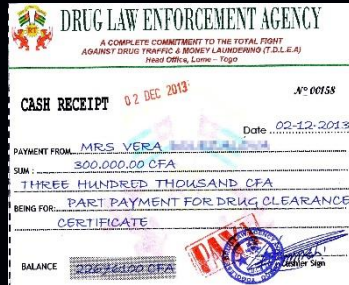 DRUG LAW ENFORCEMENT AGENCY
A COMPLETE COMMITMENT TO THE TOTAL FIGHT
AGAINST DRUG TRAFFIC & MONEY LAUNDERING (T.D.L.E.A)
Head Office, Lome - Togo
Nº 00158
CASH RECEIPT 02 DEC 2013
Date 02-12-2013
PAYMENT FROM MRS VERA
SUM : 300.000.00 CFA
THREE HUNDRED THOUSAND CFA
BEING FOR: PART PAYMENT FOR DRUG CLEARANCE
CERTIFICATE
PAID
BALANCE CFA
Cashier Sign